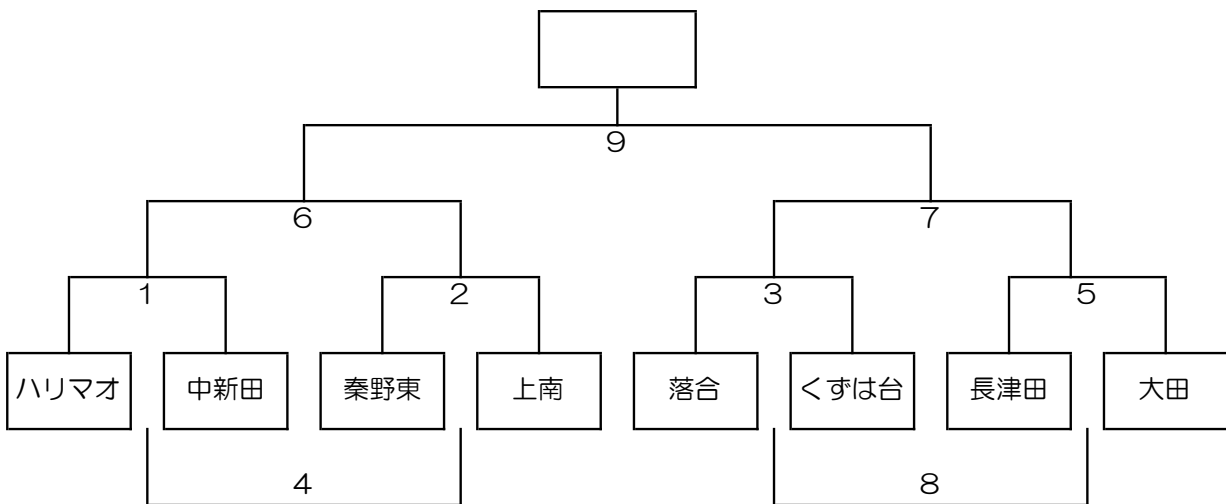 ９
６ ７
１ ２ ３ ５
ハリマオ 中新田 秦野東 上南 落合 くずは台 長津田 大田
４ ８